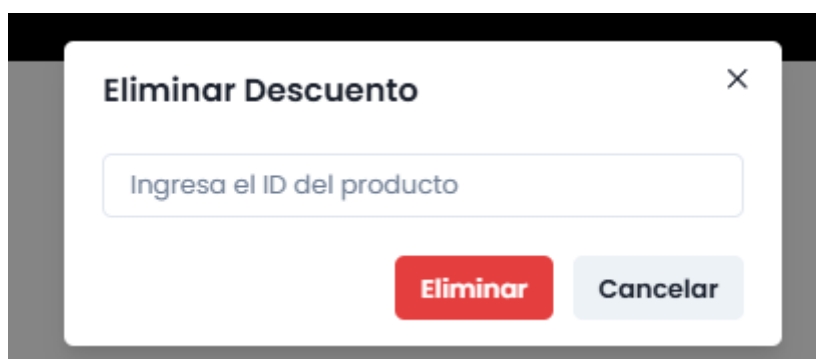 Eliminar Descuento
Ingresa el ID del producto
Eliminar Cancelar